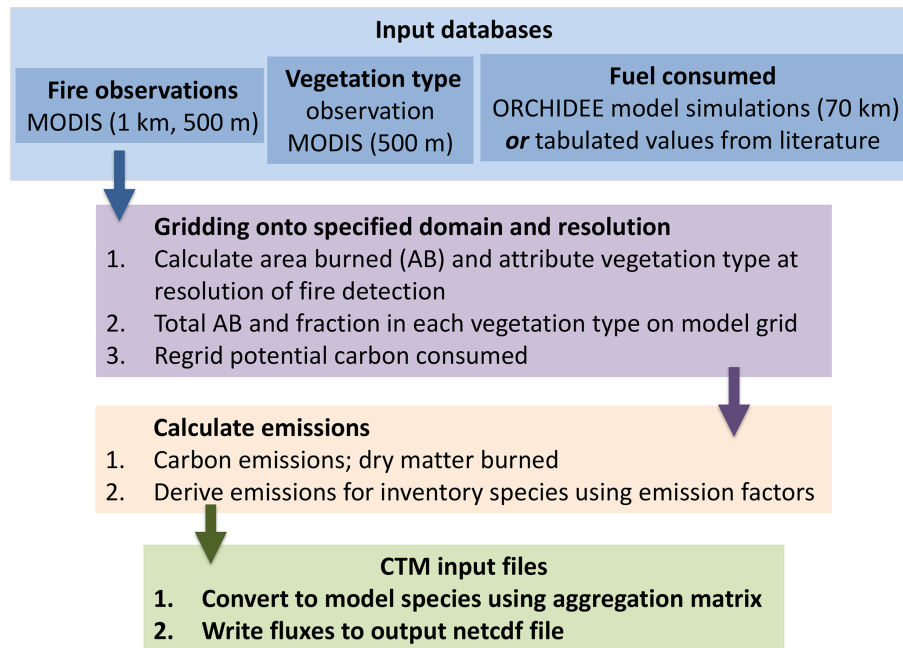 Input databases
Fire observations
MODIS (1 km, 500 m)
Vegetation type
observation
MODIS (500 m)
Fuel consumed
ORCHIDEE model simulations (70 km)
or tabulated values from literature
Gridding onto specified domain and resolution
1. Calculate area burned (AB) and attribute vegetation type at
resolution of fire detection
2. Total AB and fraction in each vegetation type on model grid
3. Regrid potential carbon consumed
Calculate emissions
1. Carbon emissions; dry matter burned
2. Derive emissions for inventory species using emission factors
CTM input files
1. Convert to model species using aggregation matrix
2. Write fluxes to output netcdf file